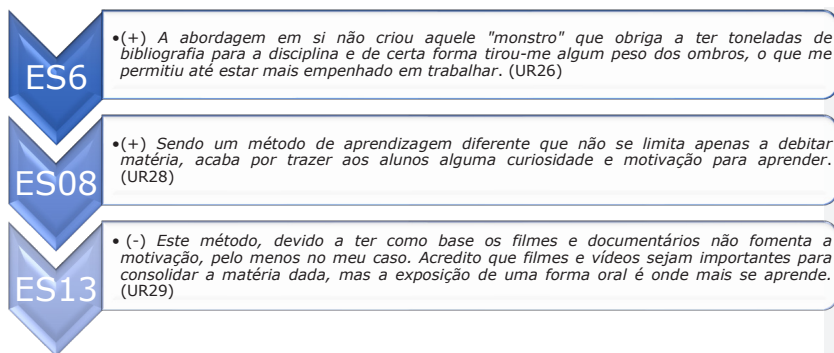 ES6
•(+) A abordagem em si não criou aquele "monstro" que obriga a ter toneladas de
bibliografia para a disciplina e de certa forma tirou-me algum peso dos ombros, o que me
permitiu até estar mais empenhado em trabalhar. (UR26)
ES08
•(+) Sendo um método de aprendizagem diferente que não se limita apenas a debitar
matéria, acaba por trazer aos alunos alguma curiosidade e motivação para aprender.
(UR28)
ES13
• (-) Este método, devido a ter como base os filmes e documentários não fomenta a
motivação, pelo menos no meu caso. Acredito que filmes e vídeos sejam importantes para
consolidar a matéria dada, mas a exposição de uma forma oral é onde mais se aprende.
(UR29)